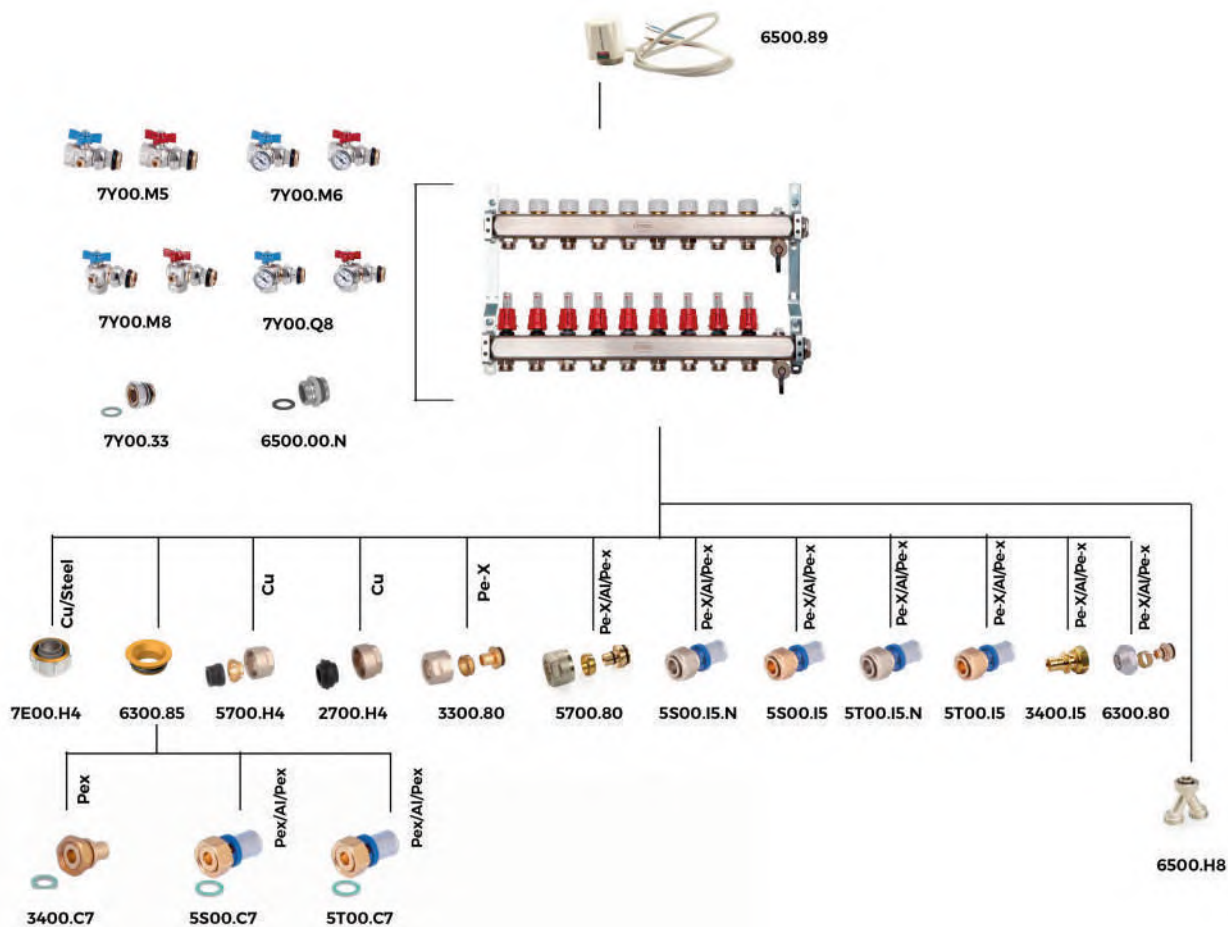 6500.89
7Y00.M5
7Y00.M6
7Y00.M8
7Y00.Q8
7Y00.33
6500.00.N
Cu/Steel
Cu
Cu
Pe-X
Pe-X/Al/Pe-x
Pe-X/Al/Pe-x
Pe-X/Al/Pe-x
Pe-X/Al/Pe-x
Pe-X/Al/Pe-x
Pe-X/Al/Pe-x
Pe-X/Al/Pe-x
7E00.H4
6300.85
5700.H4
2700.H4
3300.80
5700.80
5S00.I5.N
5S00.I5
5T00.I5.N
5T00.I5
3400.I5
6300.80
Pex
Pex/Al/Pex
Pex/Al/Pex
6500.H8
3400.C7
5S00.C7
5T00.C7